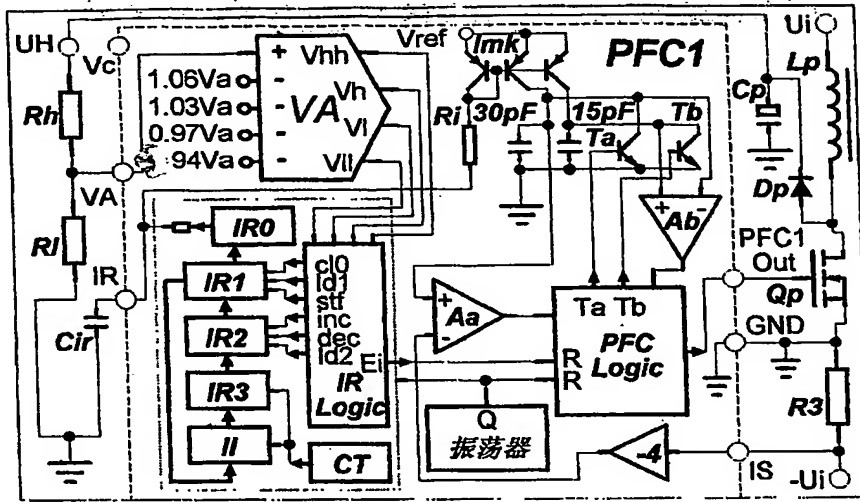 UH
Vc
Rh
1.06Va
1.03Va
0.97Va
94Va
VA
Rl
IR
Cir
+
-
-
-
-
VA
Vhh
Vh
Vl
Vll
Vref
Imk
PFC1
Ri
30pF
15pF
Ta
Tb
+
-
Ab
Ui
Lp
Cp
Dp
PFC1
Out
Qp
GND
R3
IS
-Ui
IR0
IR1
IR2
IR3
II
CT
cl0
ld1
stf
inc
dec
ld2
Ei
IR
Logic
+
-
Aa
Ta Tb
PFC
Logic
R
R
Q
振荡器
-4